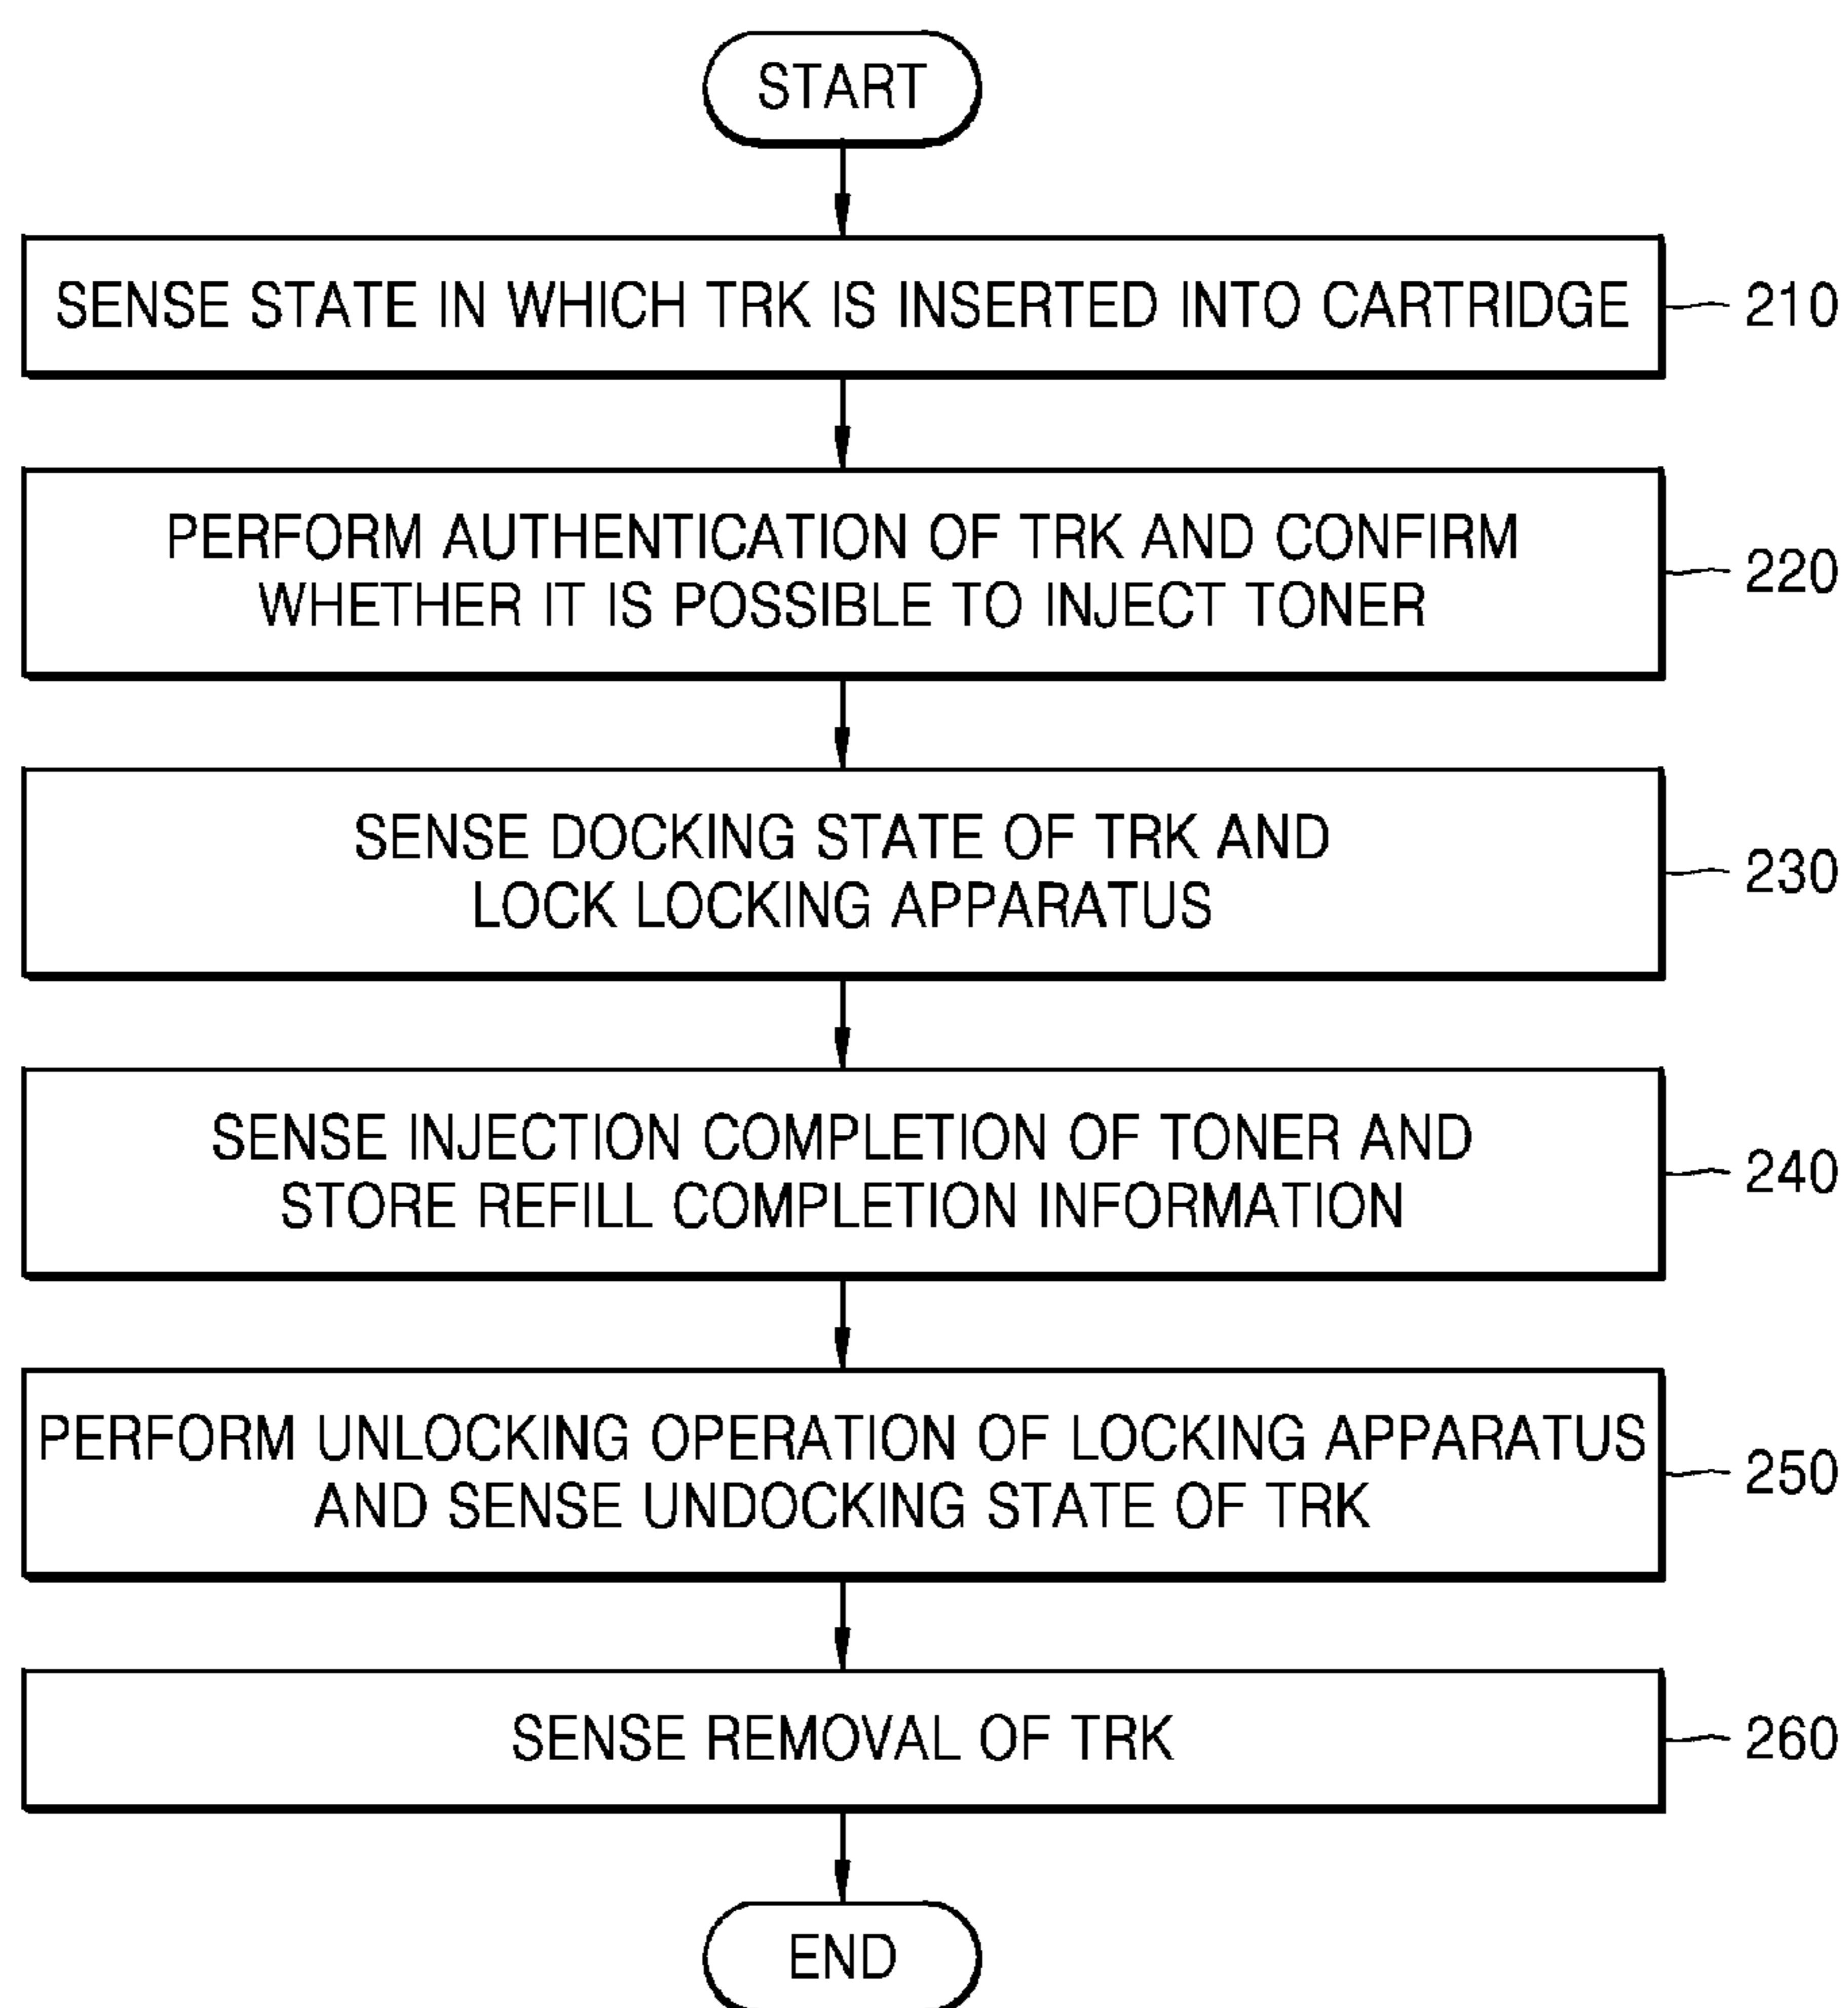 START
SENSE STATE IN WHICH TRK IS INSERTED INTO CARTRIDGE
210
PERFORM AUTHENTICATION OF TRK AND CONFIRM
WHETHER IT IS POSSIBLE TO INJECT TONER
220
SENSE DOCKING STATE OF TRK AND
LOCK LOCKING APPARATUS
230
SENSE INJECTION COMPLETION OF TONER AND
STORE REFILL COMPLETION INFORMATION
240
PERFORM UNLOCKING OPERATION OF LOCKING APPARATUS
AND SENSE UNDOCKING STATE OF TRK
250
SENSE REMOVAL OF TRK
260
END